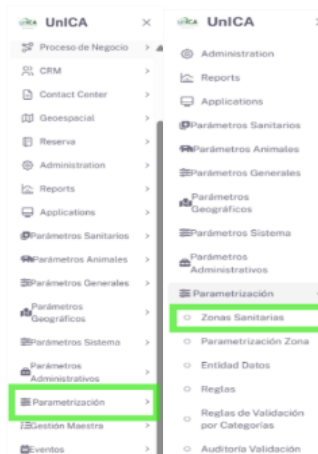 UnICA
Proceso de Negocio
CRM
Contact Center
Geoespacial
Reserva
Administration
Reports
Applications
Parámetros Sanitarios
Parámetros Animales
Parámetros Generales
Parámetros
Geográficos
Parámetros Sistema
Parámetros
Administrativos
Parametrización
Gestión Maestra
Eventos
UnICA
Administration
Reports
Applications
Parámetros Sanitarios
Parámetros Animales
Parámetros Generales
Parámetros
Geográficos
Parámetros Sistema
Parámetros
Administrativos
Parametrización
Zonas Sanitarias
Parametrización Zona
Entidad Datos
Reglas
Reglas de Validación
por Categorías
Auditoría Validación